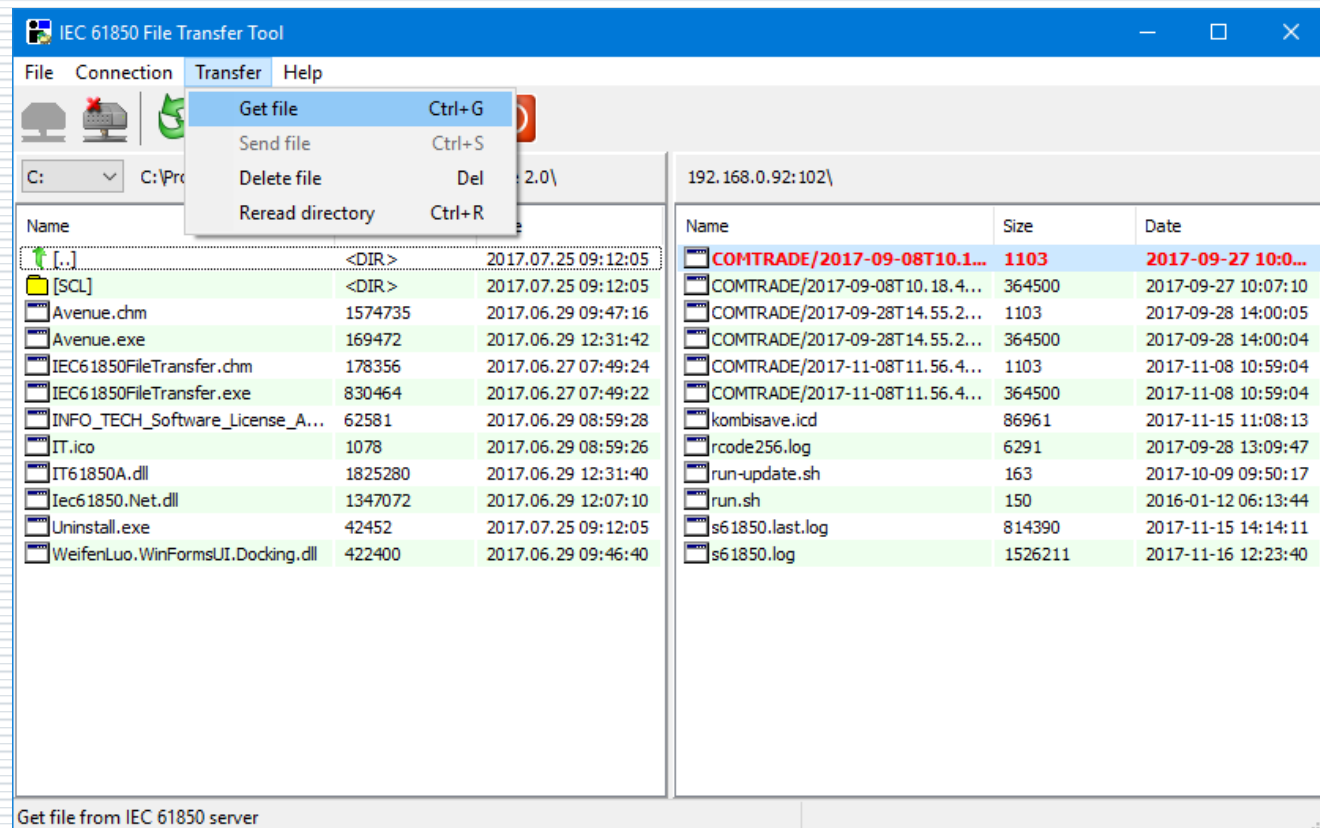 IEC 61850 File Transfer Tool
File Connection Transfer Help
Get file Ctrl+G
Send file Ctrl+S
Delete file Del
Reread directory Ctrl+R
C: C:\Pro 2.0\
Name
[..] <DIR> 2017.07.25 09:12:05
[SCL] <DIR> 2017.07.25 09:12:05
Avenue.chm 1574735 2017.06.29 09:47:16
Avenue.exe 169472 2017.06.29 12:31:42
IEC61850FileTransfer.chm 178356 2017.06.27 07:49:24
IEC61850FileTransfer.exe 830464 2017.06.27 07:49:22
INFO_TECH_Software_License_A... 62581 2017.06.29 08:59:28
IT.ico 1078 2017.06.29 08:59:26
IT61850A.dll 1825280 2017.06.29 12:31:40
Iec61850.Net.dll 1347072 2017.06.29 12:07:10
Uninstall.exe 42452 2017.07.25 09:12:05
WeifenLuo.WinFormsUI.Docking.dll 422400 2017.06.29 09:46:40
192.168.0.92:102\
Name Size Date
COMTRADE/2017-09-08T10.1... 1103 2017-09-27 10:0...
COMTRADE/2017-09-08T10.18.4... 364500 2017-09-27 10:07:10
COMTRADE/2017-09-28T14.55.2... 1103 2017-09-28 14:00:05
COMTRADE/2017-09-28T14.55.2... 364500 2017-09-28 14:00:04
COMTRADE/2017-11-08T11.56.4... 1103 2017-11-08 10:59:04
COMTRADE/2017-11-08T11.56.4... 364500 2017-11-08 10:59:04
kombisave.icd 86961 2017-11-15 11:08:13
rcode256.log 6291 2017-09-28 13:09:47
run-update.sh 163 2017-10-09 09:50:17
run.sh 150 2016-01-12 06:13:44
s61850.last.log 814390 2017-11-15 14:14:11
s61850.log 1526211 2017-11-16 12:23:40
Get file from IEC 61850 server